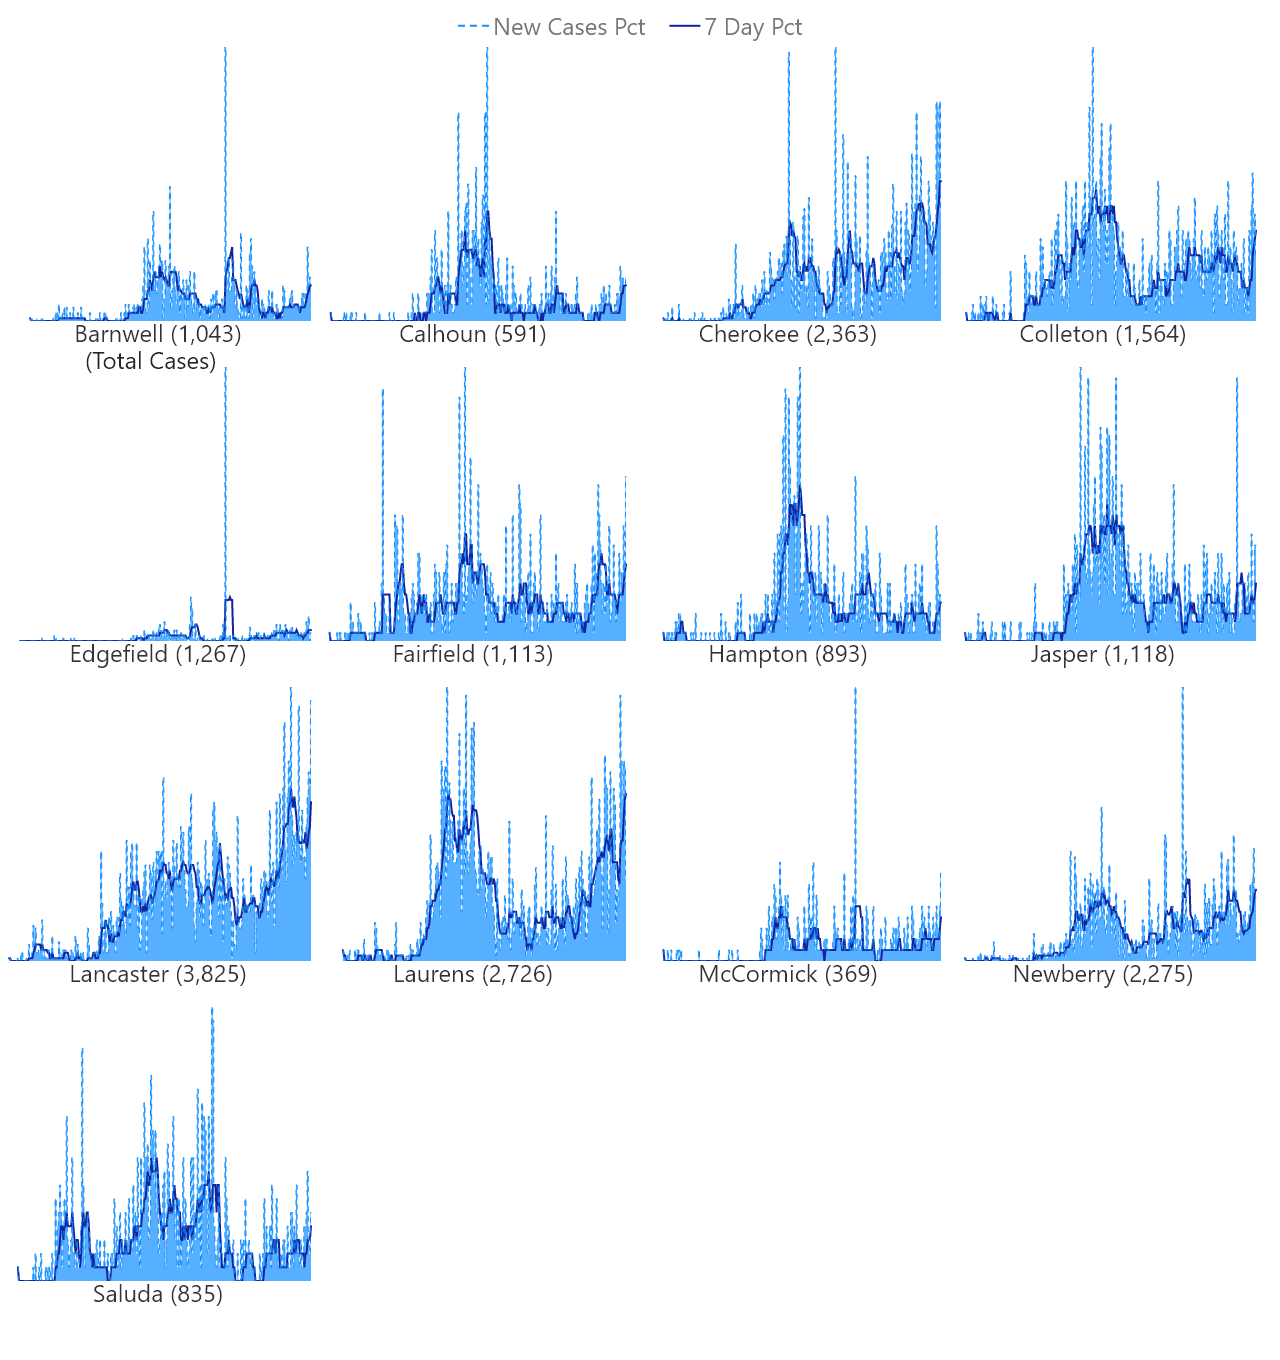 New Cases Pct 7 Day Pct
Barnwell (1,043) Calhoun (591) Cherokee (2,363) Colleton (1,564)
(Total Cases)
Edgefield (1,267) Fairfield (1,113) Hampton (893) Jasper (1,118)
Lancaster (3,825) Laurens (2,726) McCormick (369) Newberry (2,275)
Saluda (835)